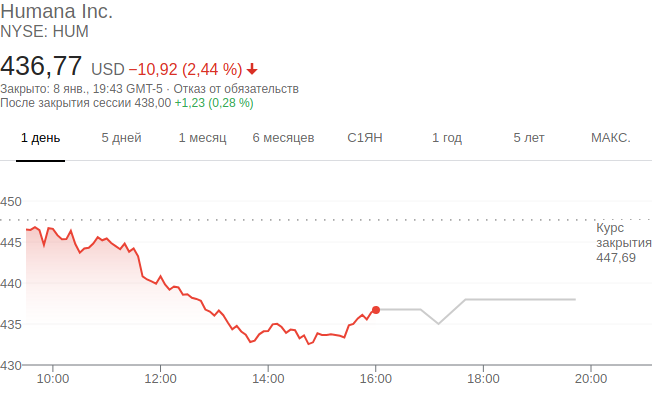 Humana Inc.
NYSE: HUM
436,77 USD −10,92 (2,44 %)
Закрыто: 8 янв., 19:43 GMT-5 · Отказ от обязательств
После закрытия сессии 438,00 +1,23 (0,28 %)
1 день 5 дней 1 месяц 6 месяцев С1ЯН 1 год 5 лет МАКС.
450
445
440
435
430
Курс
закрытия
447,69
10:00 12:00 14:00 16:00 18:00 20:00